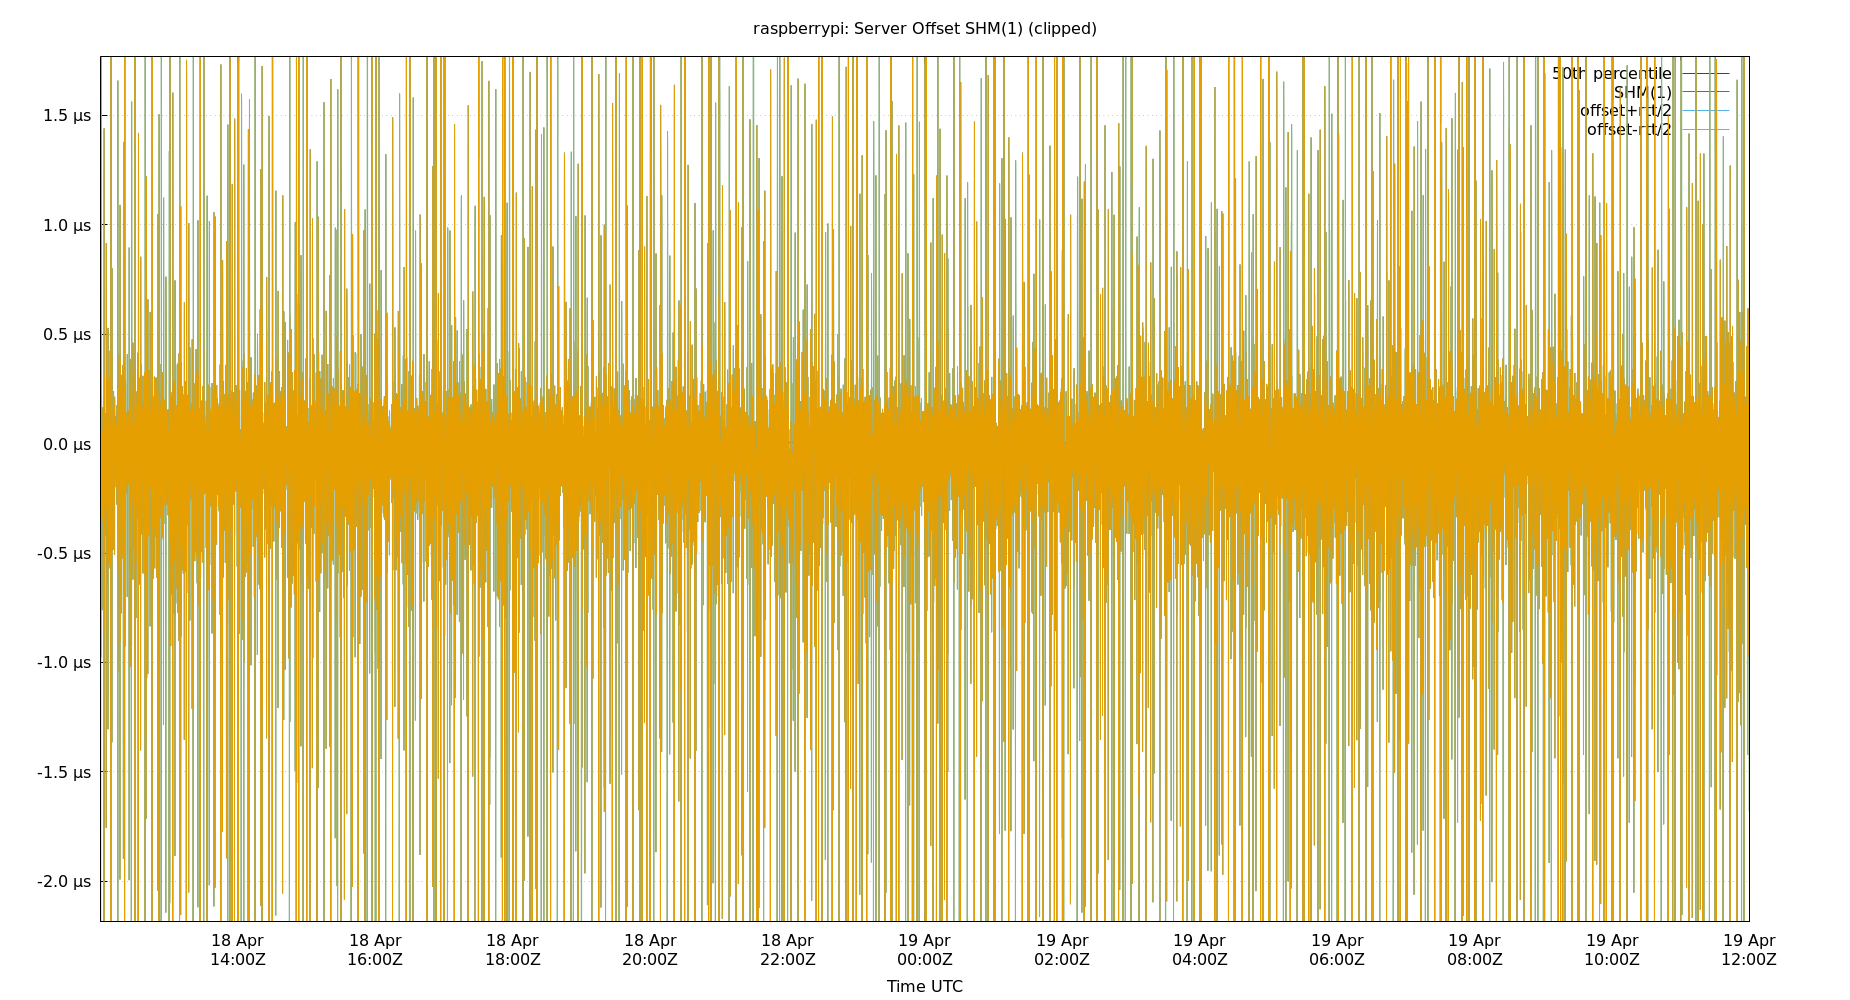 raspberrypi: Server Offset SHM(1) (clipped)
50th percentile
SHM(1)
offset+rtt/2
offset-rtt/2
1.5 µs
1.0 µs
0.5 µs
0.0 µs
-0.5 µs
-1.0 µs
-1.5 µs
-2.0 µs
18 Apr 18 Apr 18 Apr 18 Apr 18 Apr 19 Apr 19 Apr 19 Apr 19 Apr 19 Apr 19 Apr 19 Apr
14:00Z 16:00Z 18:00Z 20:00Z 22:00Z 00:00Z 02:00Z 04:00Z 06:00Z 08:00Z 10:00Z 12:00Z
Time UTC